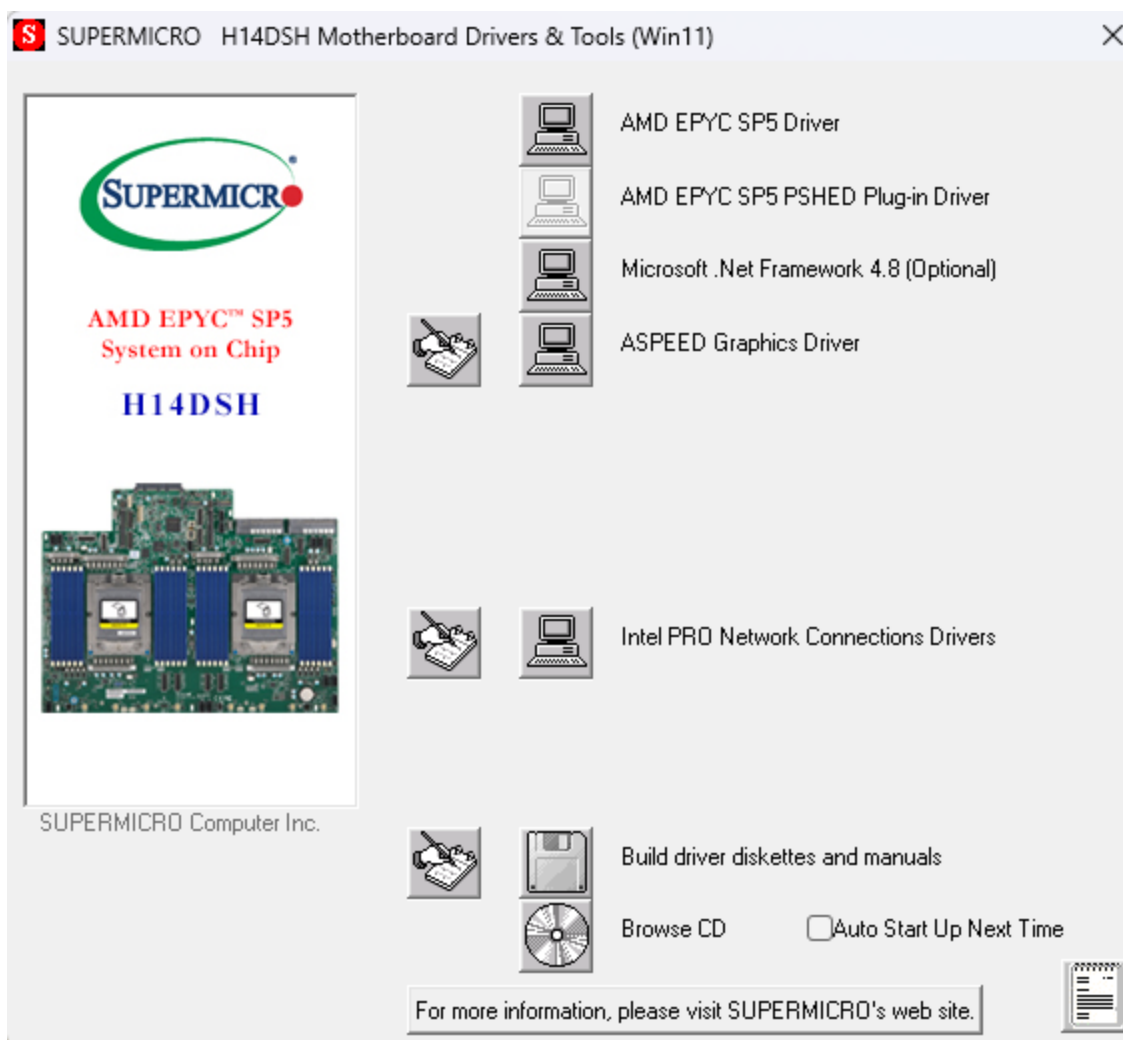 S SUPERMICRO H14DSH Motherboard Drivers & Tools (Win11)
SUPERMICRO
AMD EPYC™ SP5
System on Chip
H14DSH
SUPERMICRO Computer Inc.
AMD EPYC SP5 Driver
AMD EPYC SP5 PSHED Plug-in Driver
Microsoft .Net Framework 4.8 (Optional)
ASPEED Graphics Driver
Intel PRO Network Connections Drivers
Build driver diskettes and manuals
Browse CD
Auto Start Up Next Time
For more information, please visit SUPERMICRO's web site.